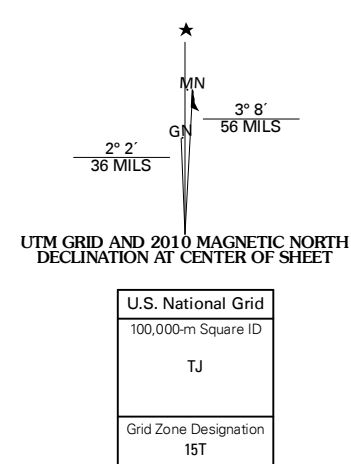 ★
MN
3° 8´
56 MILS
GN
2° 2´
36 MILS
UTM GRID AND 2010 MAGNETIC NORTH
DECLINATION AT CENTER OF SHEET
U.S. National Grid
100,000-m Square ID
TJ
Grid Zone Designation
15T